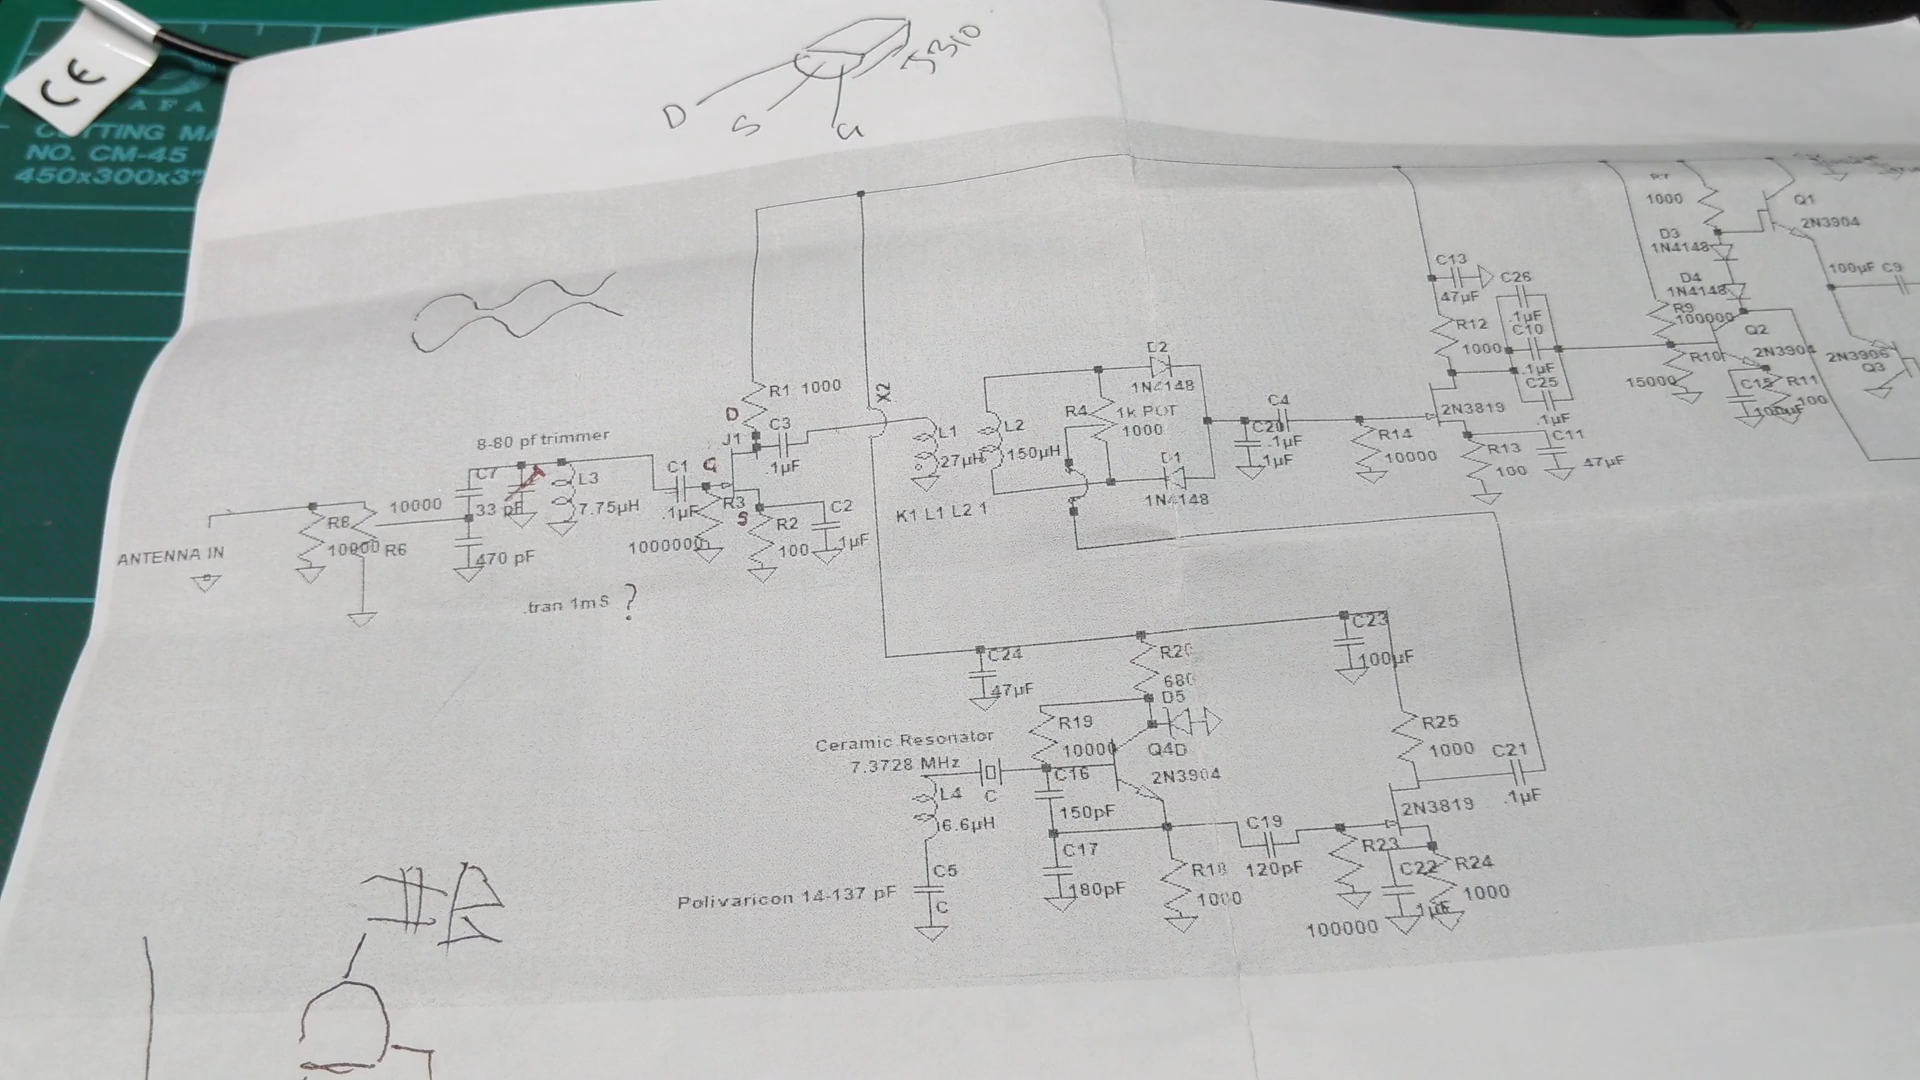 CE
AFA
CUTTING MA
NO. CM-45
450x300x3
J310
D
S
G
R7
1000
Q1
2N3904
D3
1N4148
C13
47µF
C26
.1µF
100µF C9
D4
1N4148
R9
100000
R12
1000
C10
.1µF
Q2
2N3904
2N3906
Q3
D2
1N4148
R10
15000
C25
.1µF
C15
100µF
R11
100
R1 1000
X2
D
J1
C3
.1µF
R4
1k POT
1000
C4
.1µF
2N3819
8-80 pf trimmer
L1
27µH
L2
150µH
C20
.1µF
R14
10000
R13
100
C11
47µF
C7
33 pF
L3
7.75µH
C1
.1µF
G
D1
1N4148
10000
R3
1000000
S
R2
100
C2
.1µF
K1 L1 L2 1
ANTENNA IN
R8
10000
R6
470 pF
.tran 1mS ?
C24
47µF
R20
680
C23
100µF
D5
R19
10000
R25
1000
Ceramic Resonator
7.3728 MHz
C
Q4D
2N3904
C21
.1µF
C16
150pF
L4
6.6µH
2N3819
C19
120pF
C17
180pF
R23
100000
C22
.1µF
R24
1000
R18
1000
C5
C
Polivaricon 14-137 pF